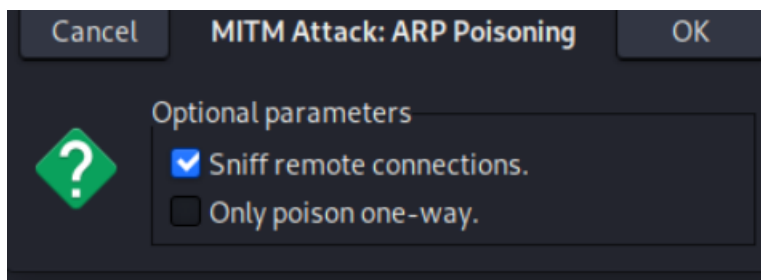 Cancel MITM Attack: ARP Poisoning OK
Optional parameters
Sniff remote connections.
Only poison one-way.